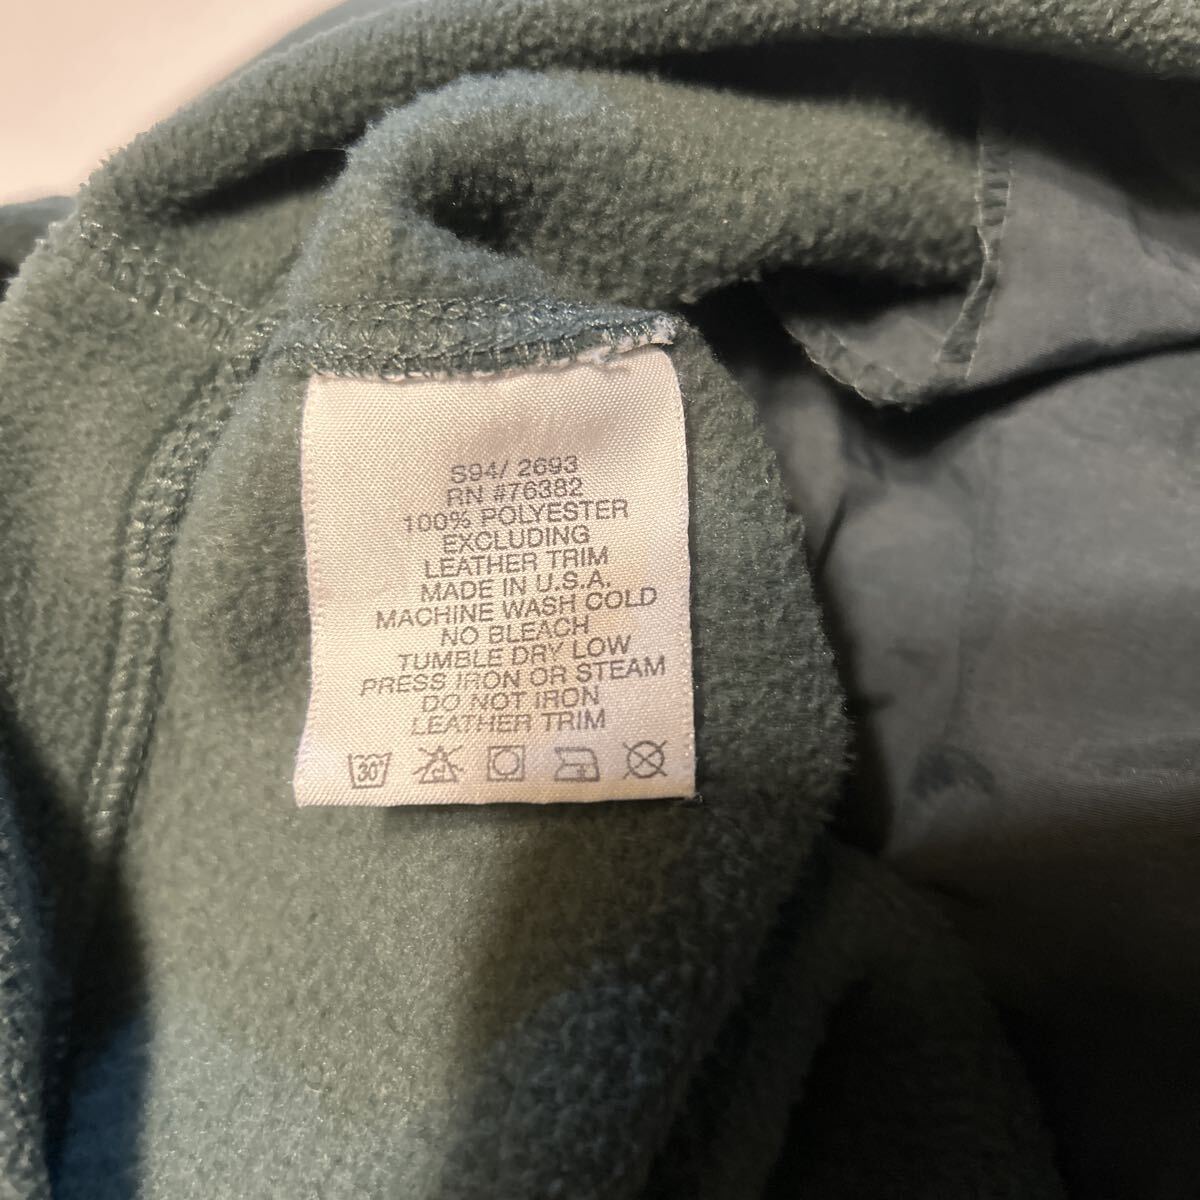 S94/ 2693
RN #76382
100% POLYESTER
EXCLUDING
LEATHER TRIM
MADE IN U.S.A.
MACHINE WASH COLD
NO BLEACH
TUMBLE DRY LOW
PRESS IRON OR STEAM
DO NOT IRON
LEATHER TRIM
30° cl